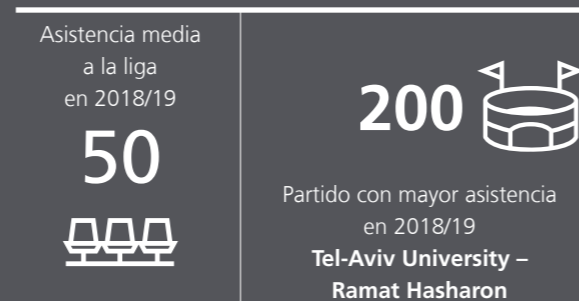 Asistencia media
a la liga
en 2018/19
50
200
Partido con mayor asistencia
en 2018/19
Tel-Aviv University –
Ramat Hasharon